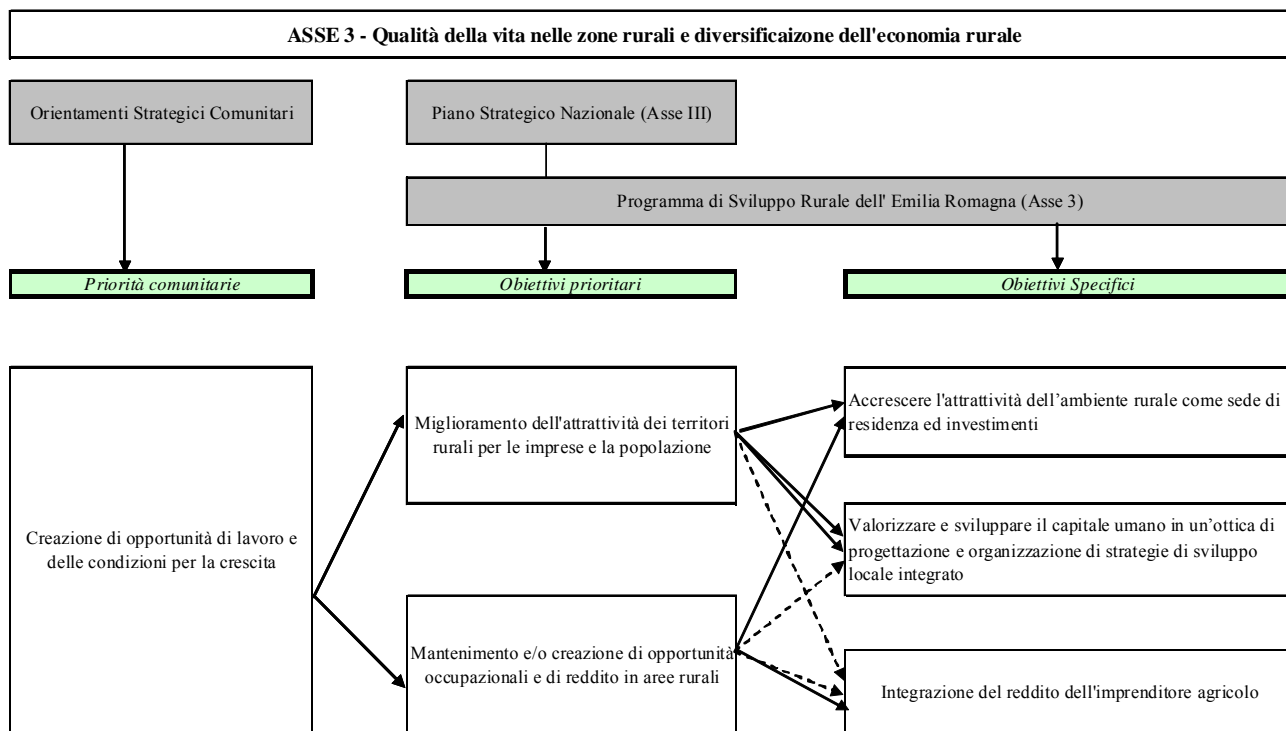 ASSE 3 - Qualità della vita nelle zone rurali e diversificaizone dell'economia rurale
Orientamenti Strategici Comunitari
Piano Strategico Nazionale (Asse III)
Programma di Sviluppo Rurale dell' Emilia Romagna (Asse 3)
Priorità comunitarie
Obiettivi prioritari
Obiettivi Specifici
Creazione di opportunità di lavoro e
delle condizioni per la crescita
Miglioramento dell'attrattività dei territori
rurali per le imprese e la popolazione
Mantenimento e/o creazione di opportunità
occupazionali e di reddito in aree rurali
Accrescere l'attrattività dell’ambiente rurale come sede di
residenza ed investimenti
Valorizzare e sviluppare il capitale umano in un’ottica di
progettazione e organizzazione di strategie di sviluppo
locale integrato
Integrazione del reddito dell'imprenditore agricolo